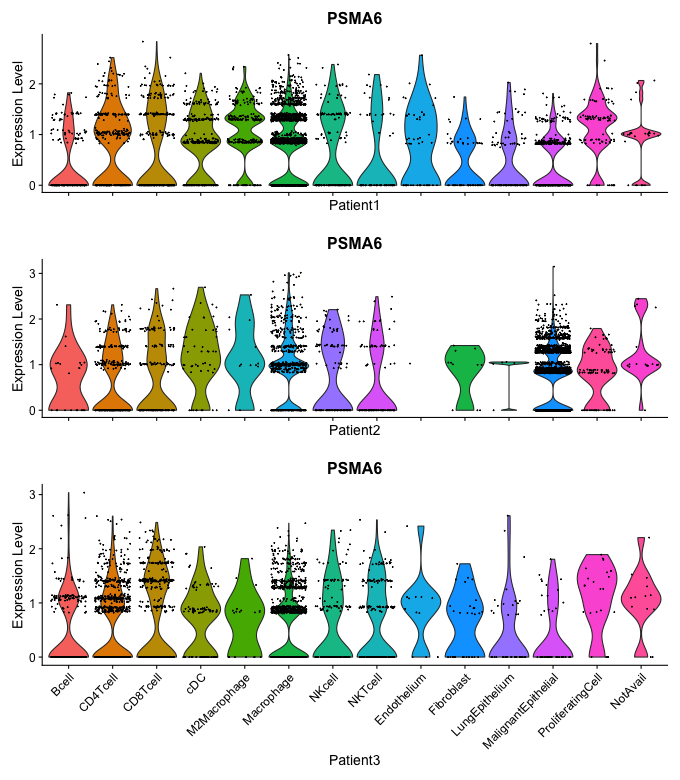 PSMA6
Expression Level
2
1
0
Patient1
PSMA6
Expression Level
3
2
1
0
Patient2
PSMA6
Expression Level
3
2
1
0
Bcell
CD4Tcell
CD8Tcell
cDC
M2Macrophage
Macrophage
NKcell
NKTcell
Endothelium
Fibroblast
LungEpithelium
MalignantEpithelial
ProliferatingCell
NotAvail
Patient3